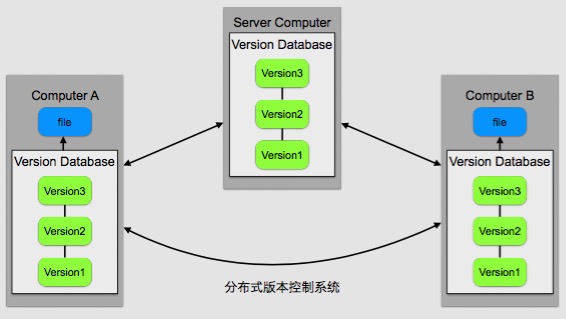 Server Computer
Version Database
Version3
Version2
Version1
Computer A
file
Version Database
Version3
Version2
Version1
Computer B
file
Version Database
Version3
Version2
Version1
分布式版本控制系统